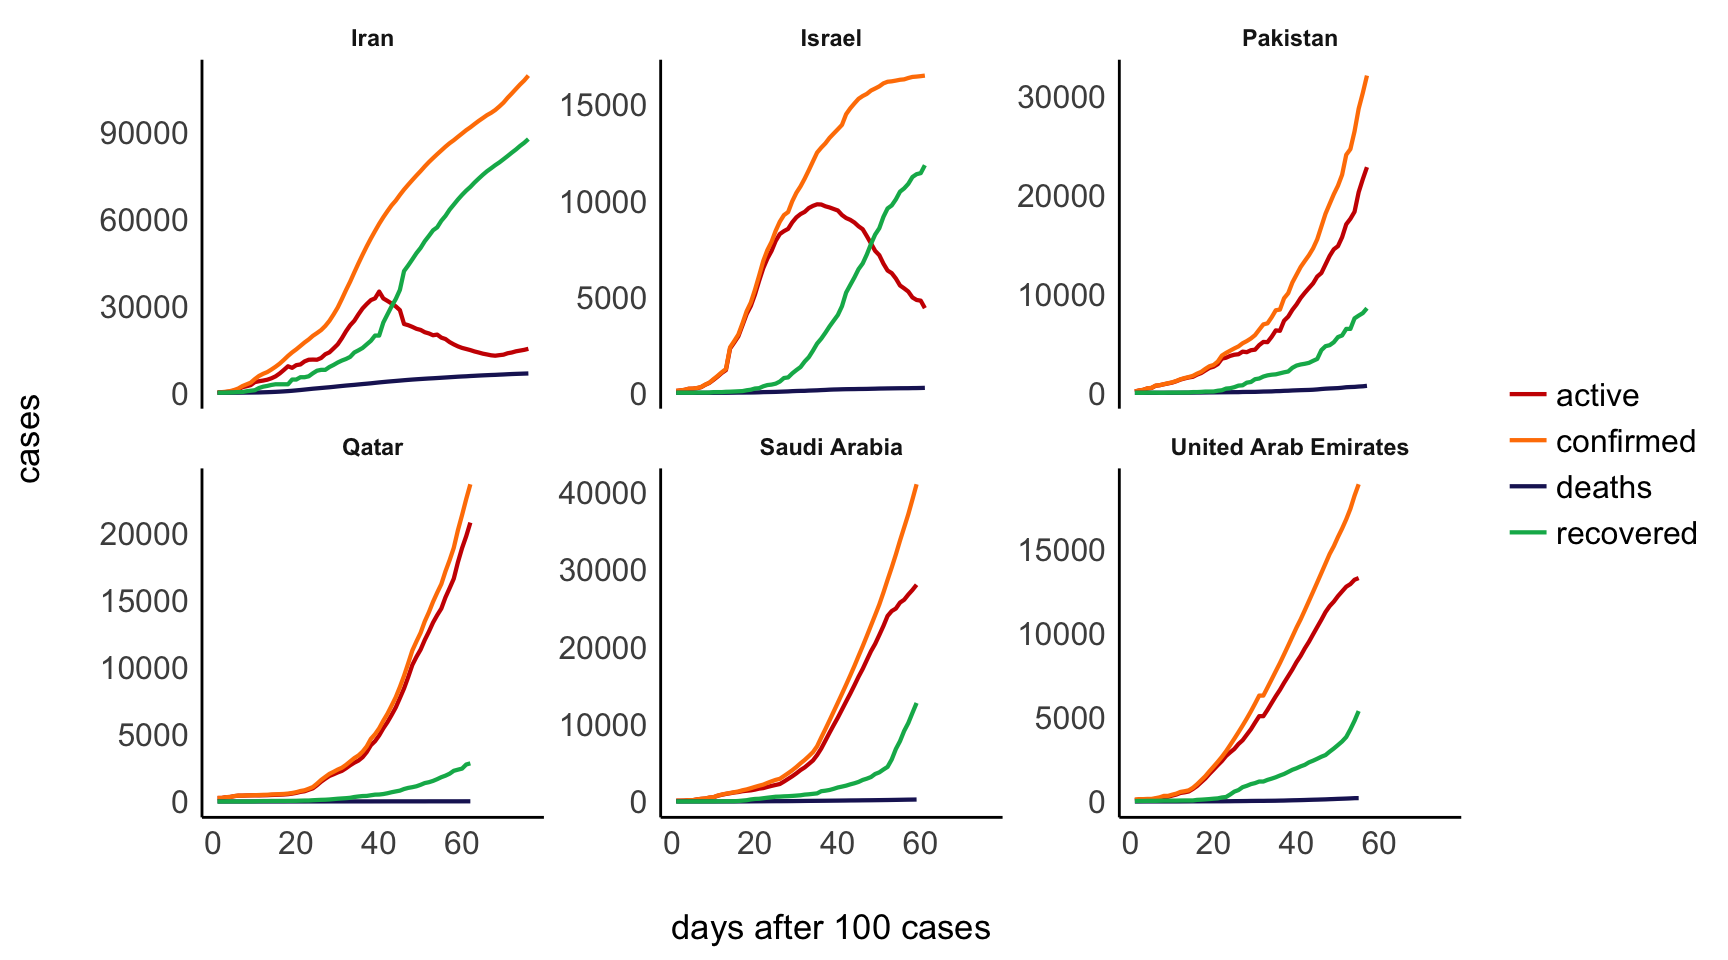 Iran
Israel
Pakistan
90000
60000
30000
0
15000
10000
5000
0
30000
20000
10000
0
Qatar
Saudi Arabia
United Arab Emirates
20000
15000
10000
5000
0
40000
30000
20000
10000
0
15000
10000
5000
0
0 20 40 60
0 20 40 60
0 20 40 60
cases
days after 100 cases
active
confirmed
deaths
recovered